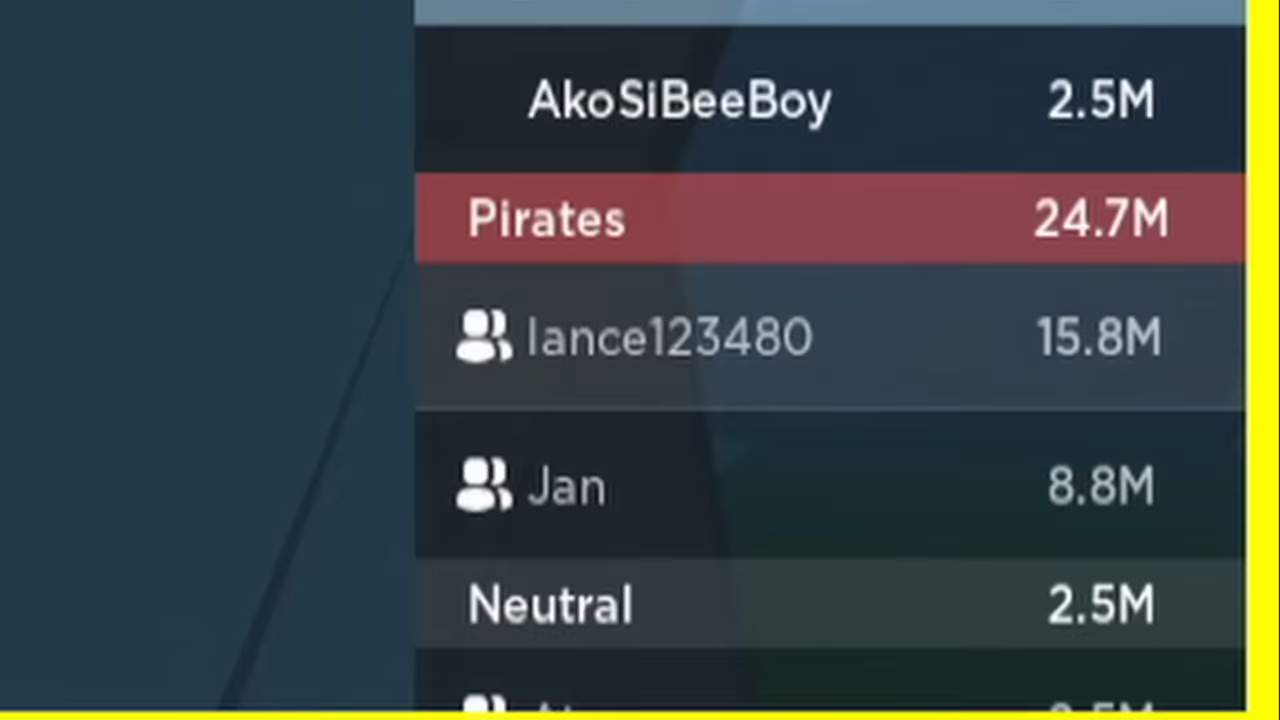 AkoSiBeeBoy 2.5M
Pirates 24.7M
lance123480 15.8M
Jan 8.8M
Neutral 2.5M